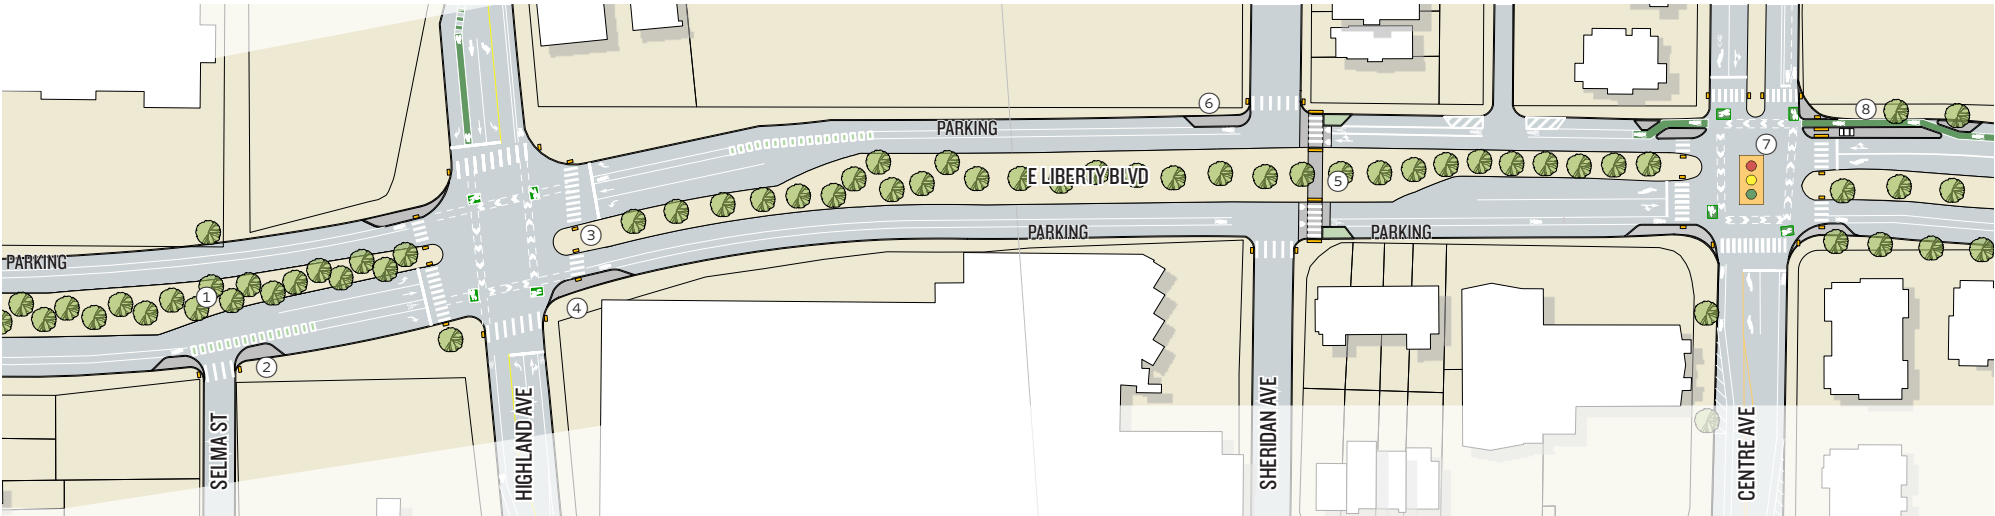 6
PARKING
8
7
E LIBERTY BLVD
5
3
PARKING
PARKING
PARKING
1
4
2
SELMA ST
HIGHLAND AVE
SHERIDAN AVE
CENTRE AVE